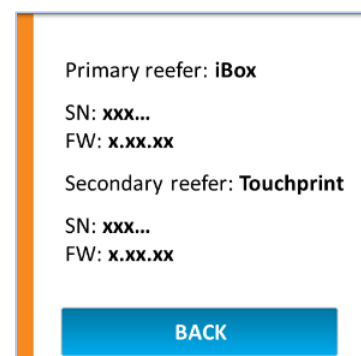 Primary reefer: iBox
SN: xxx...
FW: x.xx.xx
Secondary reefer: Touchprint
SN: xxx...
FW: x.xx.xx
BACK